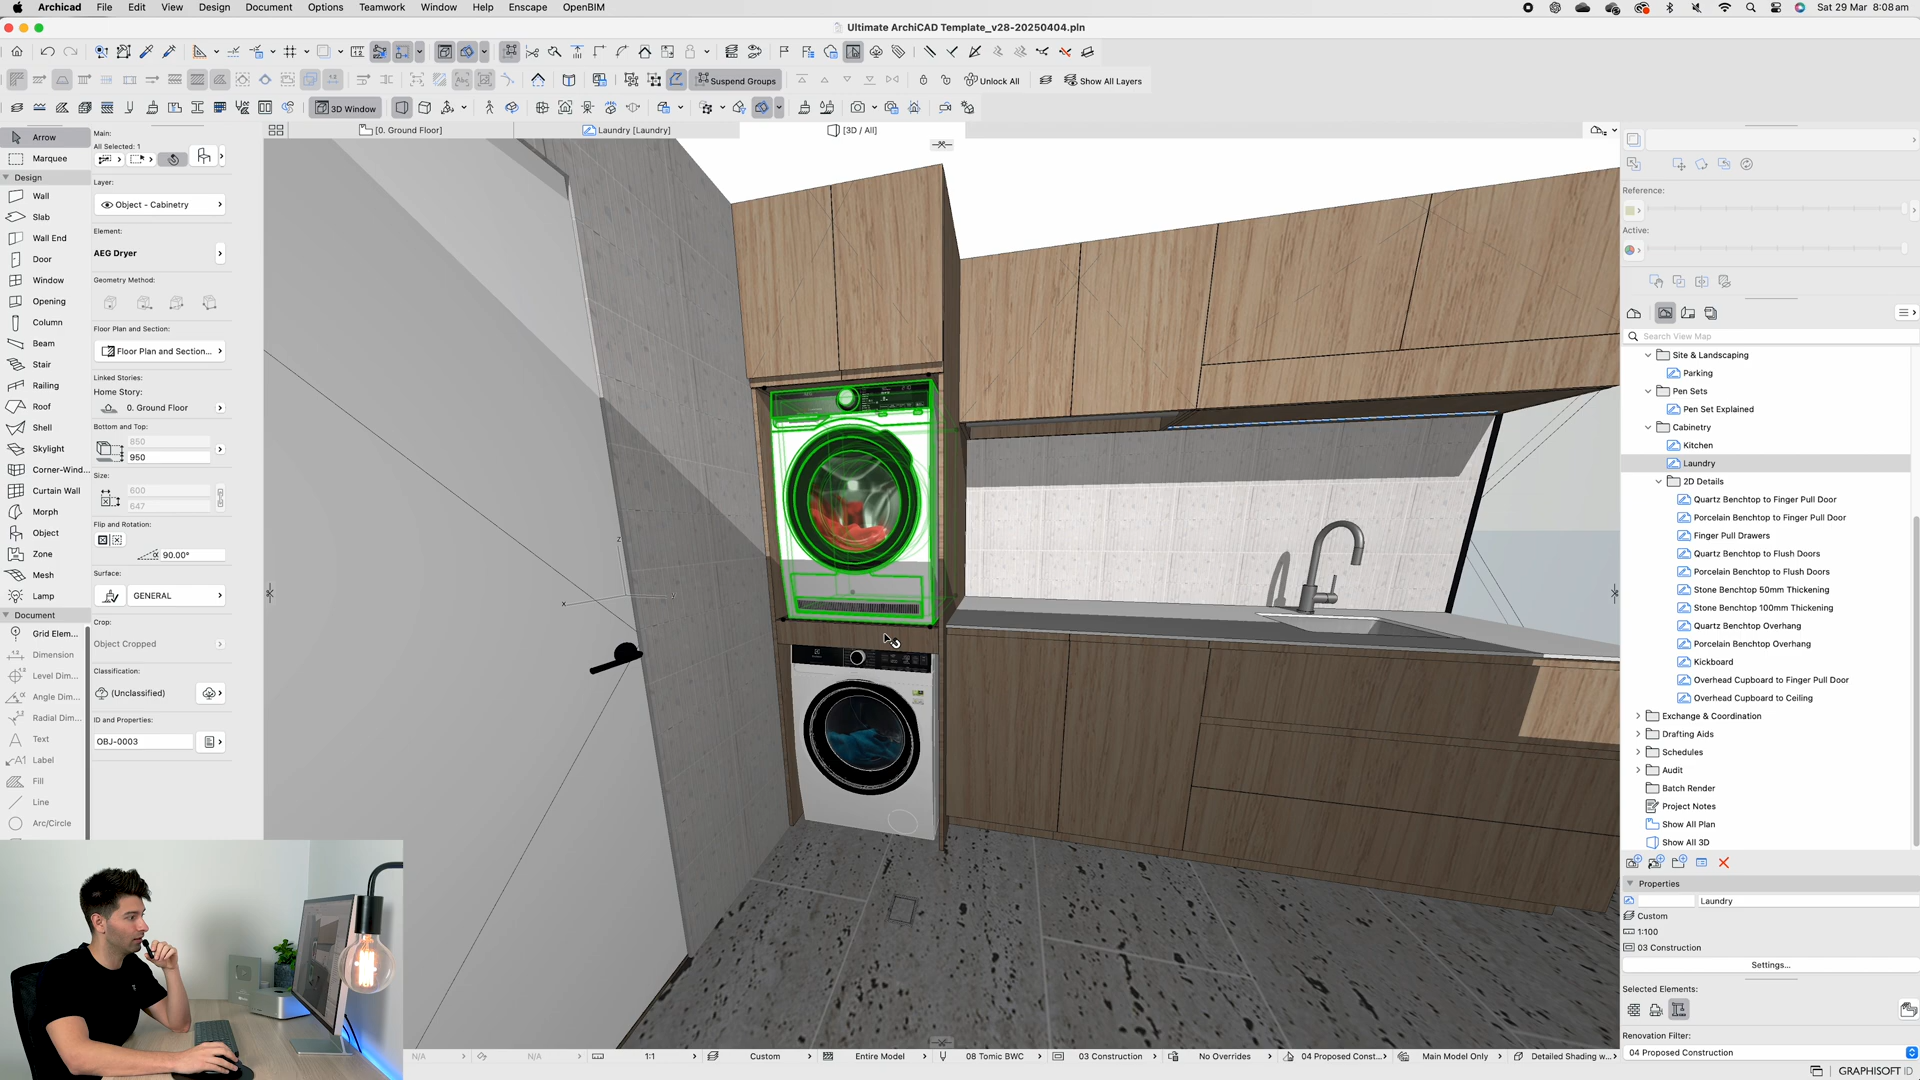 Archicad File Edit View Design Document Options Teamwork Window Help Enscape OpenBIM
Sat 29 Mar 8:08am
Ultimate ArchiCAD Template_v28-20250404.pln
Suspend Groups
Unlock All
Show All Layers
3D Window
[0. Ground Floor]
Laundry [Laundry]
[3D / All]
Arrow
Marquee
Design
Wall
Slab
Wall End
Door
Window
Opening
Column
Beam
Stair
Railing
Roof
Shell
Skylight
Corner-Wind...
Curtain Wall
Morph
Object
Zone
Mesh
Lamp
Document
Grid Elem...
Dimension
Level Dim...
Angle Dim...
Radial Dim...
Text
Label
Fill
Line
Arc/Circle
Main:
All Selected: 1
Layer:
Object - Cabinetry
Element:
AEG Dryer
Geometry Method:
Floor Plan and Section:
Floor Plan and Section...
Linked Stories:
Home Story:
0. Ground Floor
Bottom and Top:
850
950
Size:
600
647
Flip and Rotation:
90.00°
Surface:
GENERAL
Crop:
Object Cropped
Classification:
(Unclassified)
ID and Properties:
OBJ-0003
z
x
Reference:
Active:
Search View Map
Site & Landscaping
Parking
Pen Sets
Pen Set Explained
Cabinetry
Kitchen
Laundry
2D Details
Quartz Benchtop to Finger Pull Door
Porcelain Benchtop to Finger Pull Door
Finger Pull Drawers
Quartz Benchtop to Flush Doors
Porcelain Benchtop to Flush Doors
Stone Benchtop 50mm Thickening
Stone Benchtop 100mm Thickening
Quartz Benchtop Overhang
Porcelain Benchtop Overhang
Kickboard
Overhead Cupboard to Finger Pull Door
Overhead Cupboard to Ceiling
Exchange & Coordination
Drafting Aids
Schedules
Audit
Batch Render
Project Notes
Show All Plan
Show All 3D
Properties
Laundry
Custom
1:100
03 Construction
Settings...
Selected Elements:
Renovation Filter:
04 Proposed Construction
GRAPHISOFT ID
N/A
N/A
1:1
Custom
Entire Model
08 Tomic BWC
03 Construction
No Overrides
04 Proposed Const...
Main Model Only
Detailed Shading w...